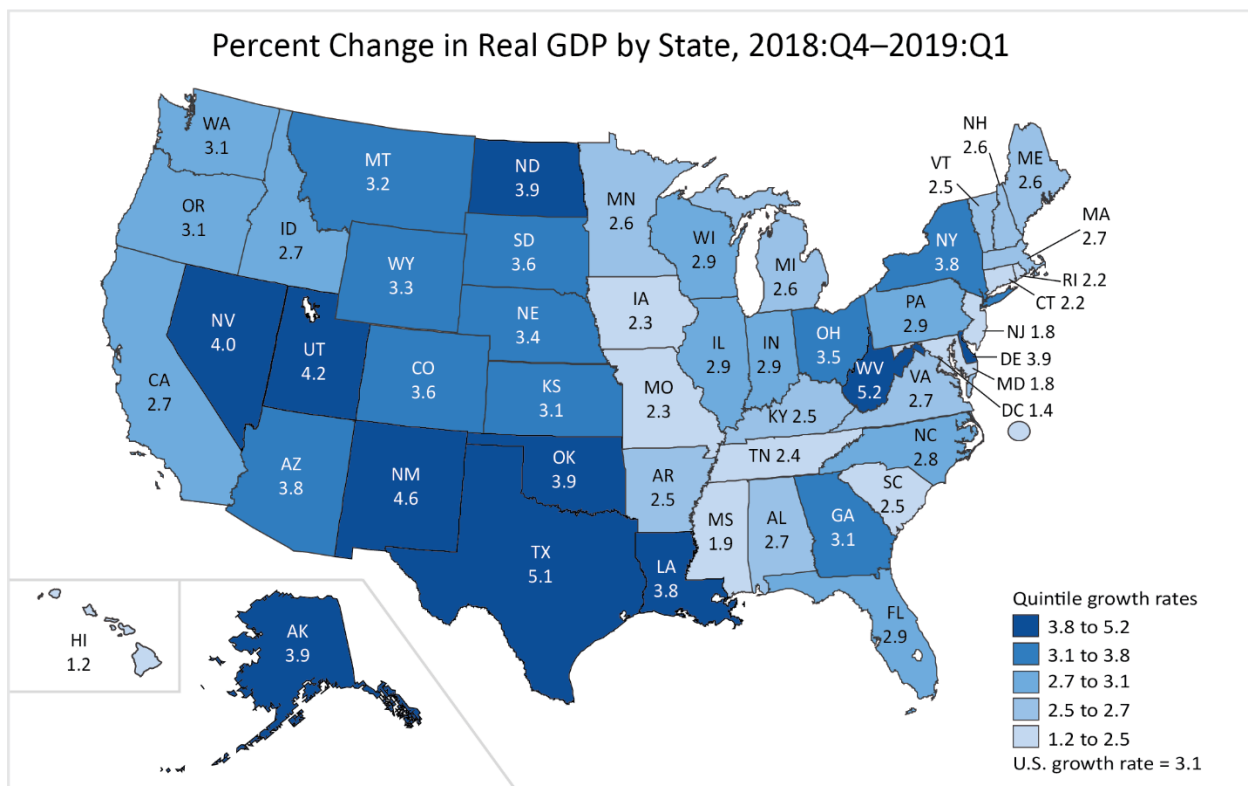 Percent Change in Real GDP by State, 2018:Q4–2019:Q1
WA
3.1
MT
3.2
ND
3.9
MN
2.6
NH
2.6
ME
2.6
VT
2.5
OR
3.1
ID
2.7
WY
3.3
SD
3.6
WI
2.9
MI
2.6
NY
3.8
MA
2.7
RI 2.2
CT 2.2
NV
4.0
UT
4.2
CO
3.6
NE
3.4
IA
2.3
IL
2.9
IN
2.9
OH
3.5
PA
2.9
NJ 1.8
DE 3.9
MD 1.8
DC 1.4
CA
2.7
KS
3.1
MO
2.3
WV
5.2
VA
2.7
KY 2.5
AZ
3.8
NM
4.6
OK
3.9
AR
2.5
TN 2.4
NC
2.8
SC
2.5
TX
5.1
LA
3.8
MS
1.9
AL
2.7
GA
3.1
FL
2.9
HI
1.2
AK
3.9
Quintile growth rates
3.8 to 5.2
3.1 to 3.8
2.7 to 3.1
2.5 to 2.7
1.2 to 2.5
U.S. growth rate = 3.1